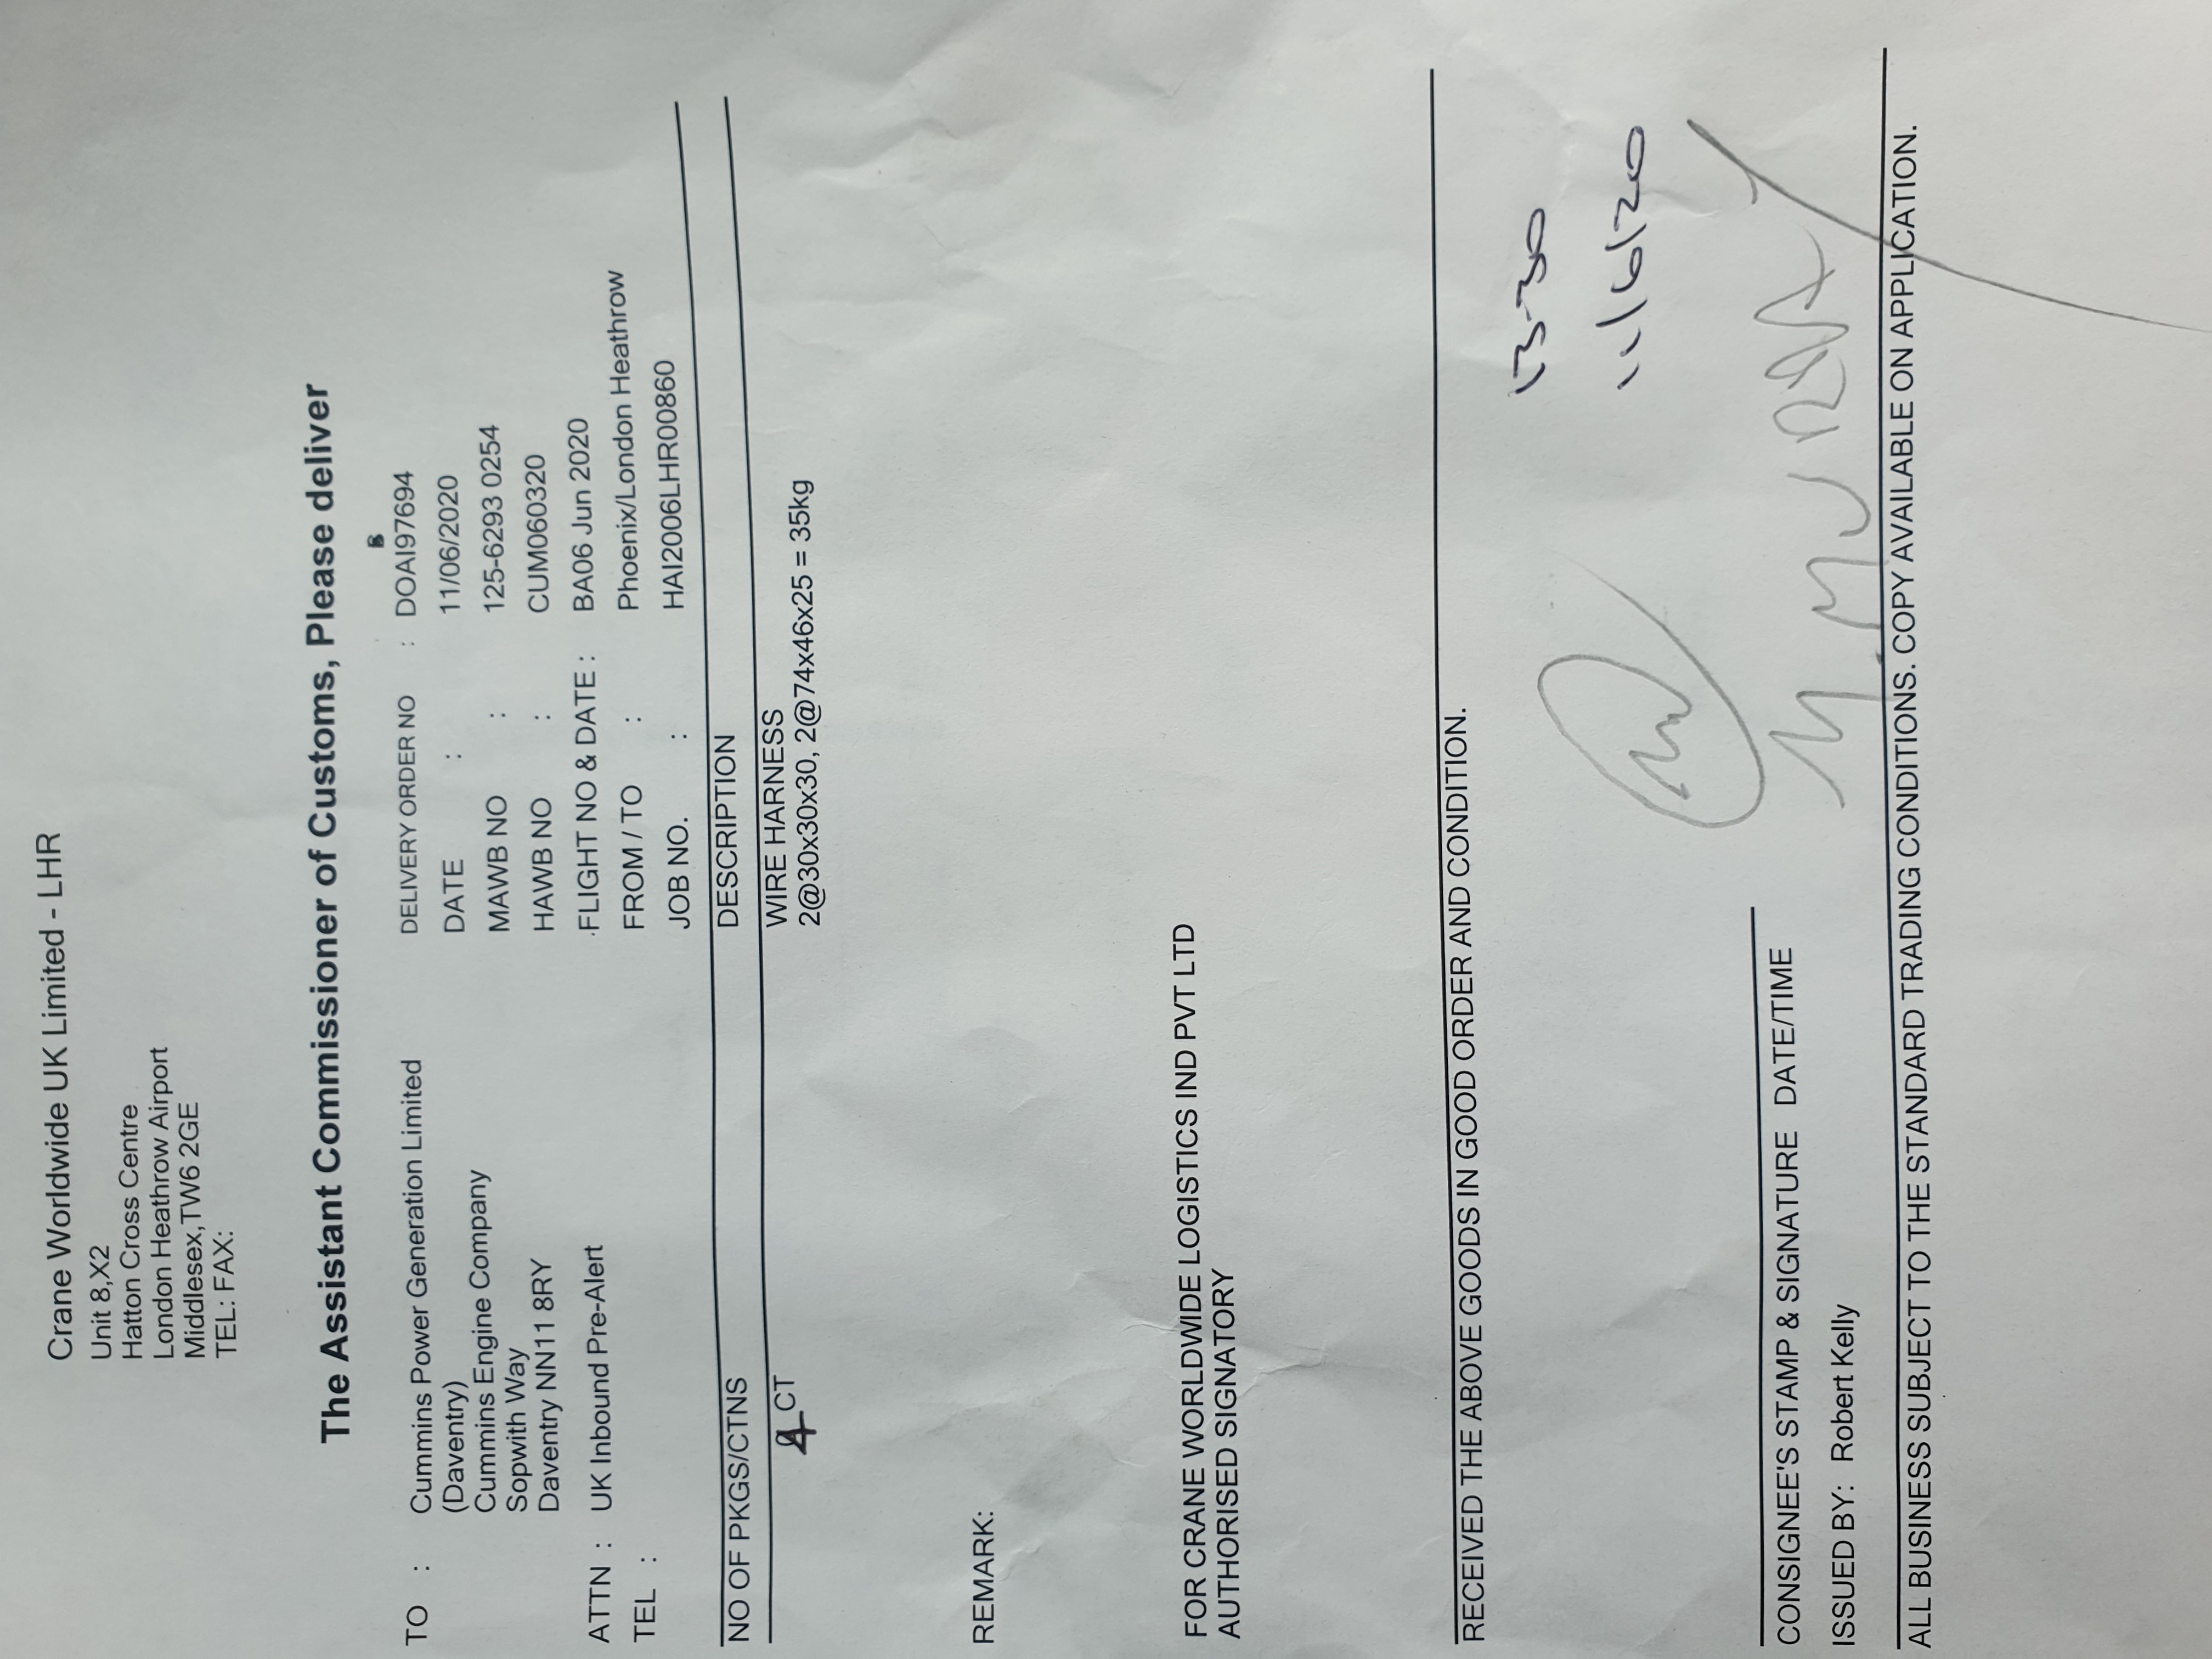 Crane Worldwide UK Limited - LHR
Unit 8,X2
Hatton Cross Centre
London Heathrow Airport
Middlesex,TW6 2GE
TEL: FAX:
The Assistant Commissioner of Customs, Please deliver
TO : Cummins Power Generation Limited
(Daventry)
Cummins Engine Company
Sopwith Way
Daventry NN11 8RY
ATTN : UK Inbound Pre-Alert
TEL :
B
DELIVERY ORDER NO : DOAI97694
DATE : 11/06/2020
MAWB NO : 125-6293 0254
HAWB NO : CUM060320
FLIGHT NO & DATE : BA06 Jun 2020
FROM / TO : Phoenix/London Heathrow
JOB NO. : HAI2006LHR00860
NO OF PKGS/CTNS DESCRIPTION
4 CT WIRE HARNESS
2@30x30x30, 2@74x46x25 = 35kg
REMARK:
FOR CRANE WORLDWIDE LOGISTICS IND PVT LTD
AUTHORISED SIGNATORY
RECEIVED THE ABOVE GOODS IN GOOD ORDER AND CONDITION.
13-30
11/6/20
M. MURRAY
CONSIGNEE'S STAMP & SIGNATURE DATE/TIME
ISSUED BY: Robert Kelly
ALL BUSINESS SUBJECT TO THE STANDARD TRADING CONDITIONS. COPY AVAILABLE ON APPLICATION.